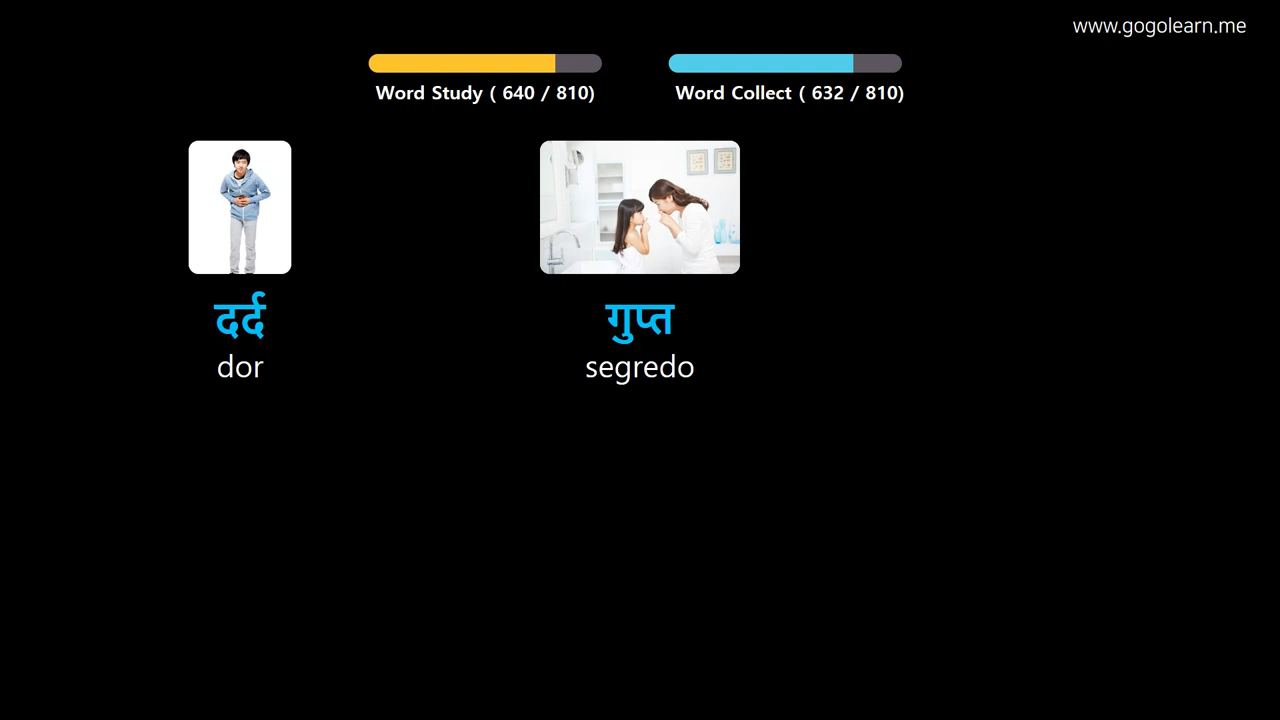 www.gogolearn.me
Word Study ( 640 / 810)
Word Collect ( 632 / 810)
दर्द
dor
गुप्त
segredo